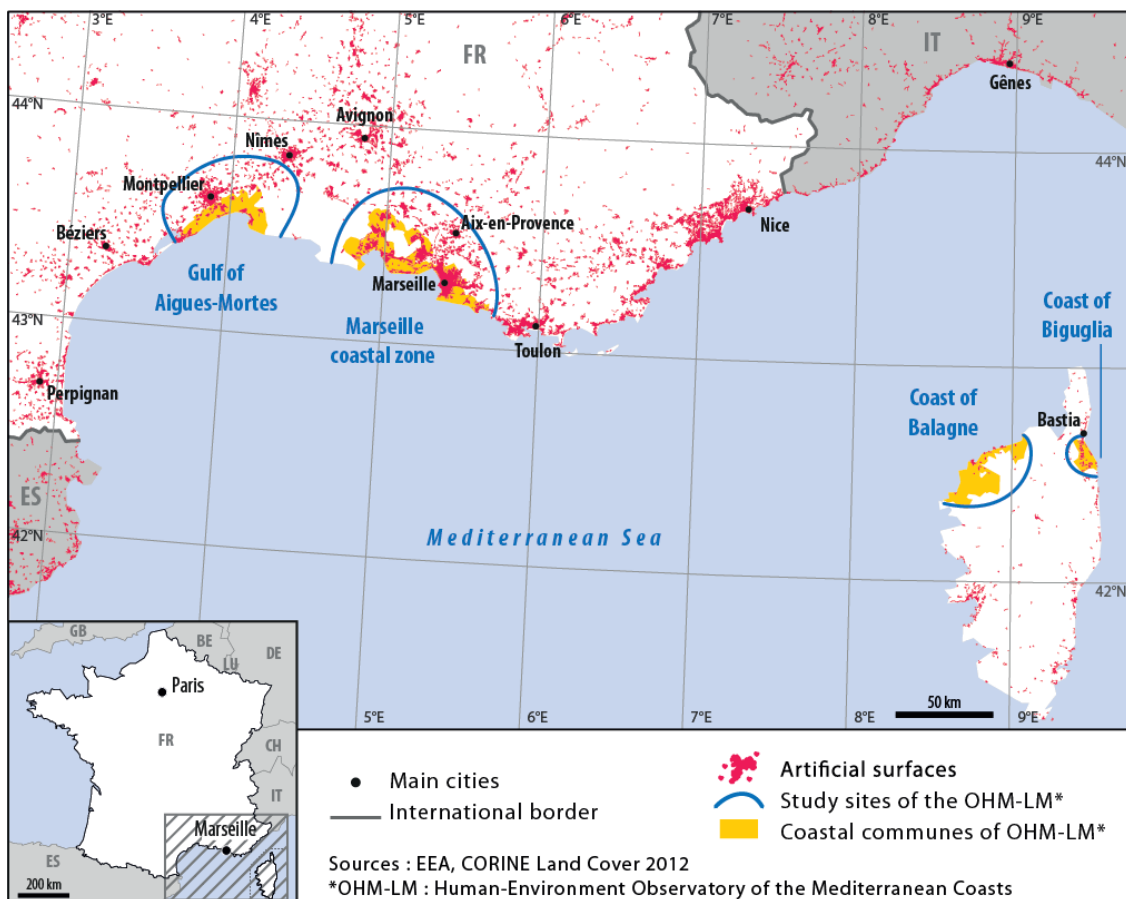 3°E
4°E
5°E
7°E
8°E
9°E
FR
IT
Gênes
44°N
Avignon
Nîmes
44°N
Montpellier
Aix-en-Provence
Nice
Béziers
Gulf of
Aigues-Mortes
Marseille
Marseille
coastal zone
Coast of
Biguglia
43°N
Toulon
Perpignan
Coast of
Balagne
Bastia
ES
42°N
Mediterranean Sea
42°N
5°E
6°E
7°E
8°E
9°E
50 km
GB
BE
LU
DE
Paris
FR
CH
IT
Marseille
ES
200 km
Main cities
International border
Artificial surfaces
Study sites of the OHM-LM*
Coastal communes of OHM-LM*
Sources : EEA, CORINE Land Cover 2012
*OHM-LM : Human-Environment Observatory of the Mediterranean Coasts